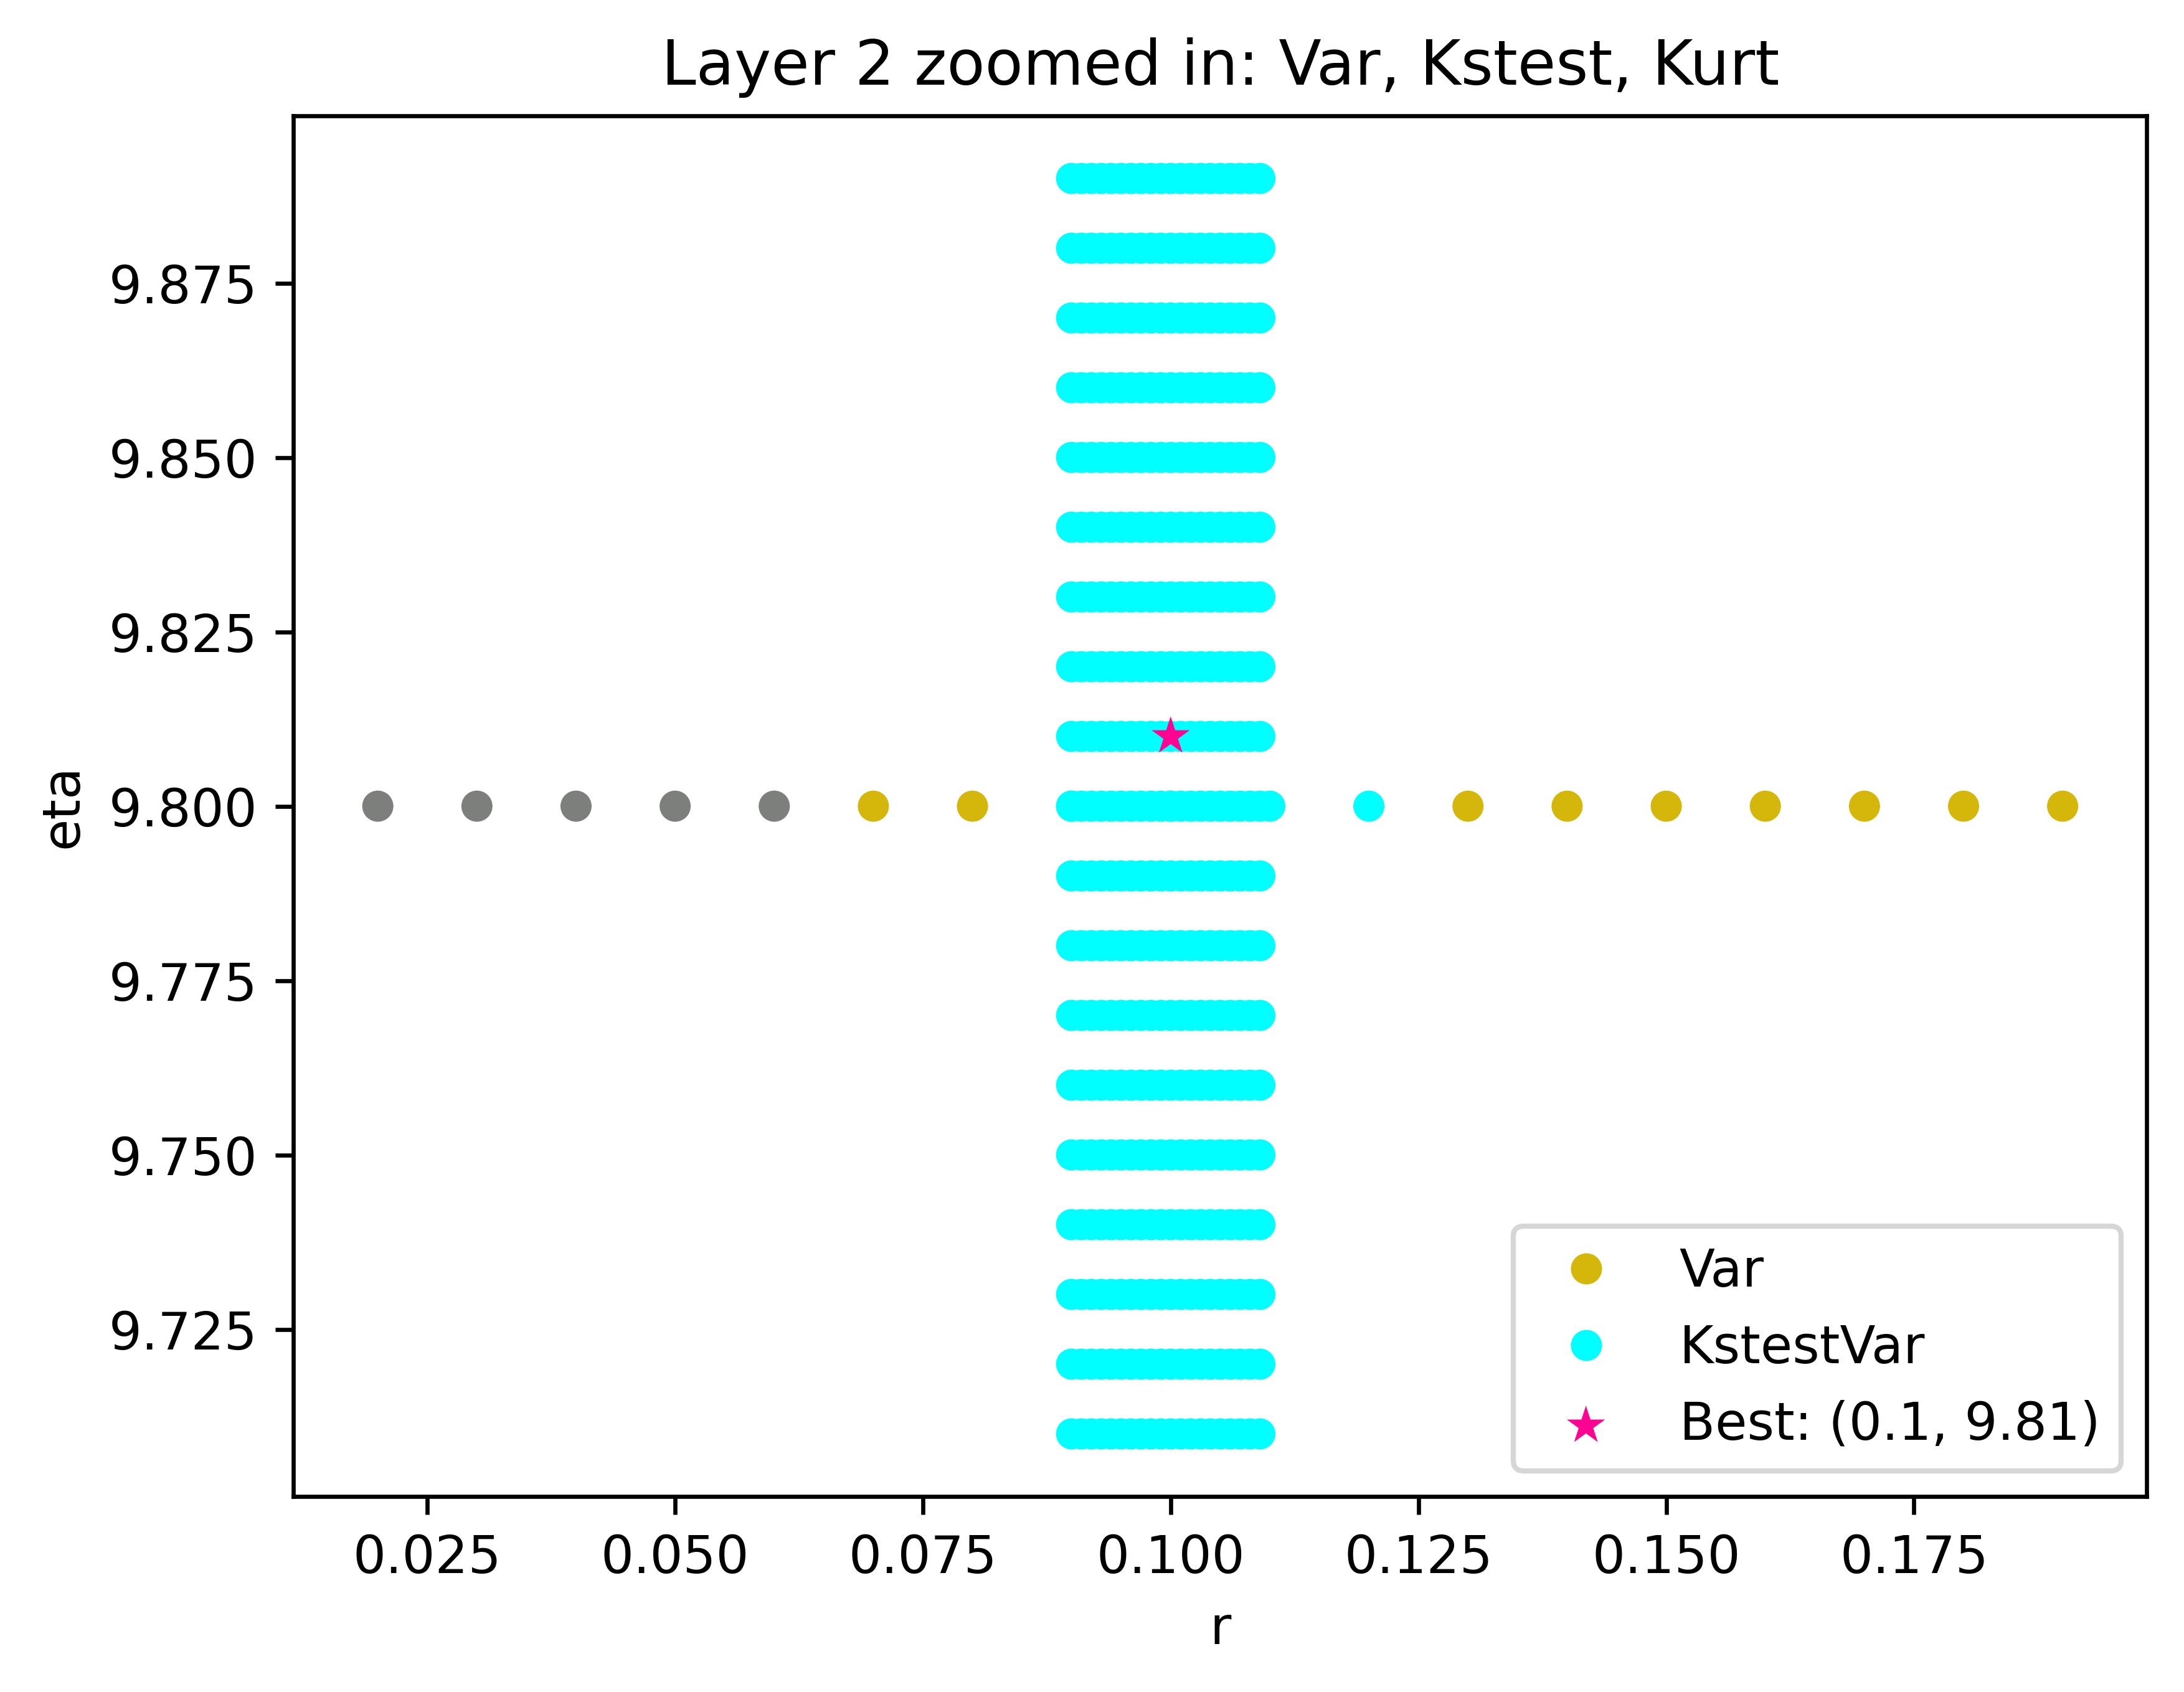 Layer 2 zoomed in: Var, Kstest, Kurt
eta
9.875
9.850
9.825
9.800
9.775
9.750
9.725
Var
KstestVar
Best: (0.1, 9.81)
0.025 0.050 0.075 0.100 0.125 0.150 0.175
r